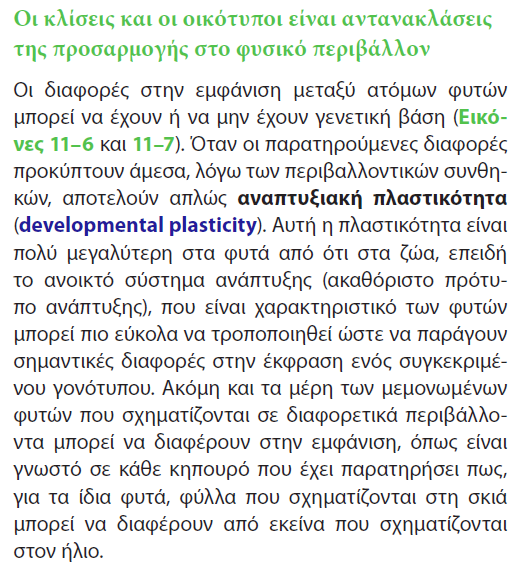 Οι κλίσεις και οι οικότυποι είναι αντανακλάσεις
της προσαρμογής στο φυσικό περιβάλλον
Οι διαφορές στην εμφάνιση μεταξύ ατόμων φυτών
μπορεί να έχουν ή να μην έχουν γενετική βάση (Εικό-
νες 11–6 και 11–7). Όταν οι παρατηρούμενες διαφορές
προκύπτουν άμεσα, λόγω των περιβαλλοντικών συνθη-
κών, αποτελούν απλώς αναπτυξιακή πλαστικότητα
(developmental plasticity). Αυτή η πλαστικότητα είναι
πολύ μεγαλύτερη στα φυτά από ότι στα ζώα, επειδή
το ανοικτό σύστημα ανάπτυξης (ακαθόριστο πρότυ-
πο ανάπτυξης), που είναι χαρακτηριστικό των φυτών
μπορεί πιο εύκολα να τροποποιηθεί ώστε να παράγουν
σημαντικές διαφορές στην έκφραση ενός συγκεκριμέ-
νου γονότυπου. Ακόμη και τα μέρη των μεμονωμένων
φυτών που σχηματίζονται σε διαφορετικά περιβάλλο-
ντα μπορεί να διαφέρουν στην εμφάνιση, όπως είναι
γνωστό σε κάθε κηπουρό που έχει παρατηρήσει πως,
για τα ίδια φυτά, φύλλα που σχηματίζονται στη σκιά
μπορεί να διαφέρουν από εκείνα που σχηματίζονται
στον ήλιο.